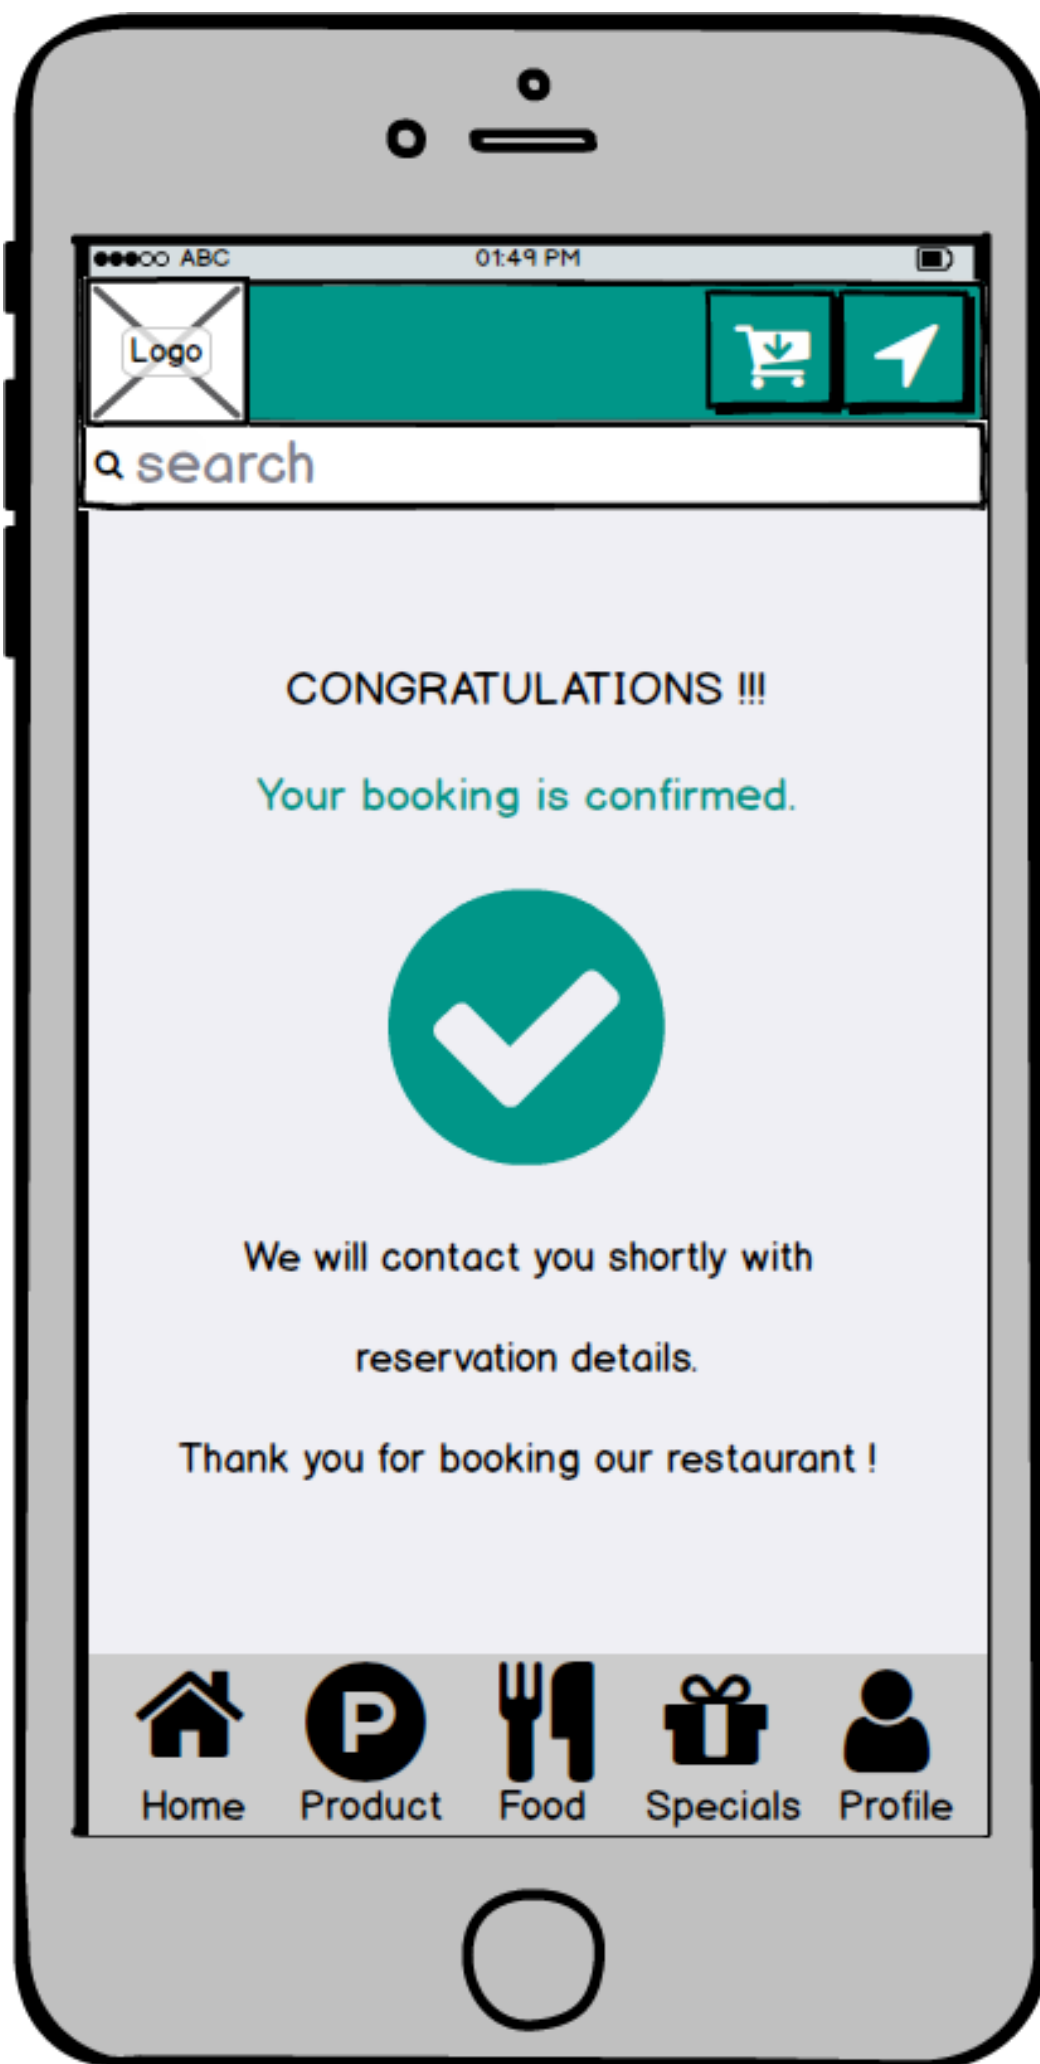 ABC 01:49 PM
Logo
search
CONGRATULATIONS !!!
Your booking is confirmed.
We will contact you shortly with
reservation details.
Thank you for booking our restaurant !
P
Home Product Food Specials Profile